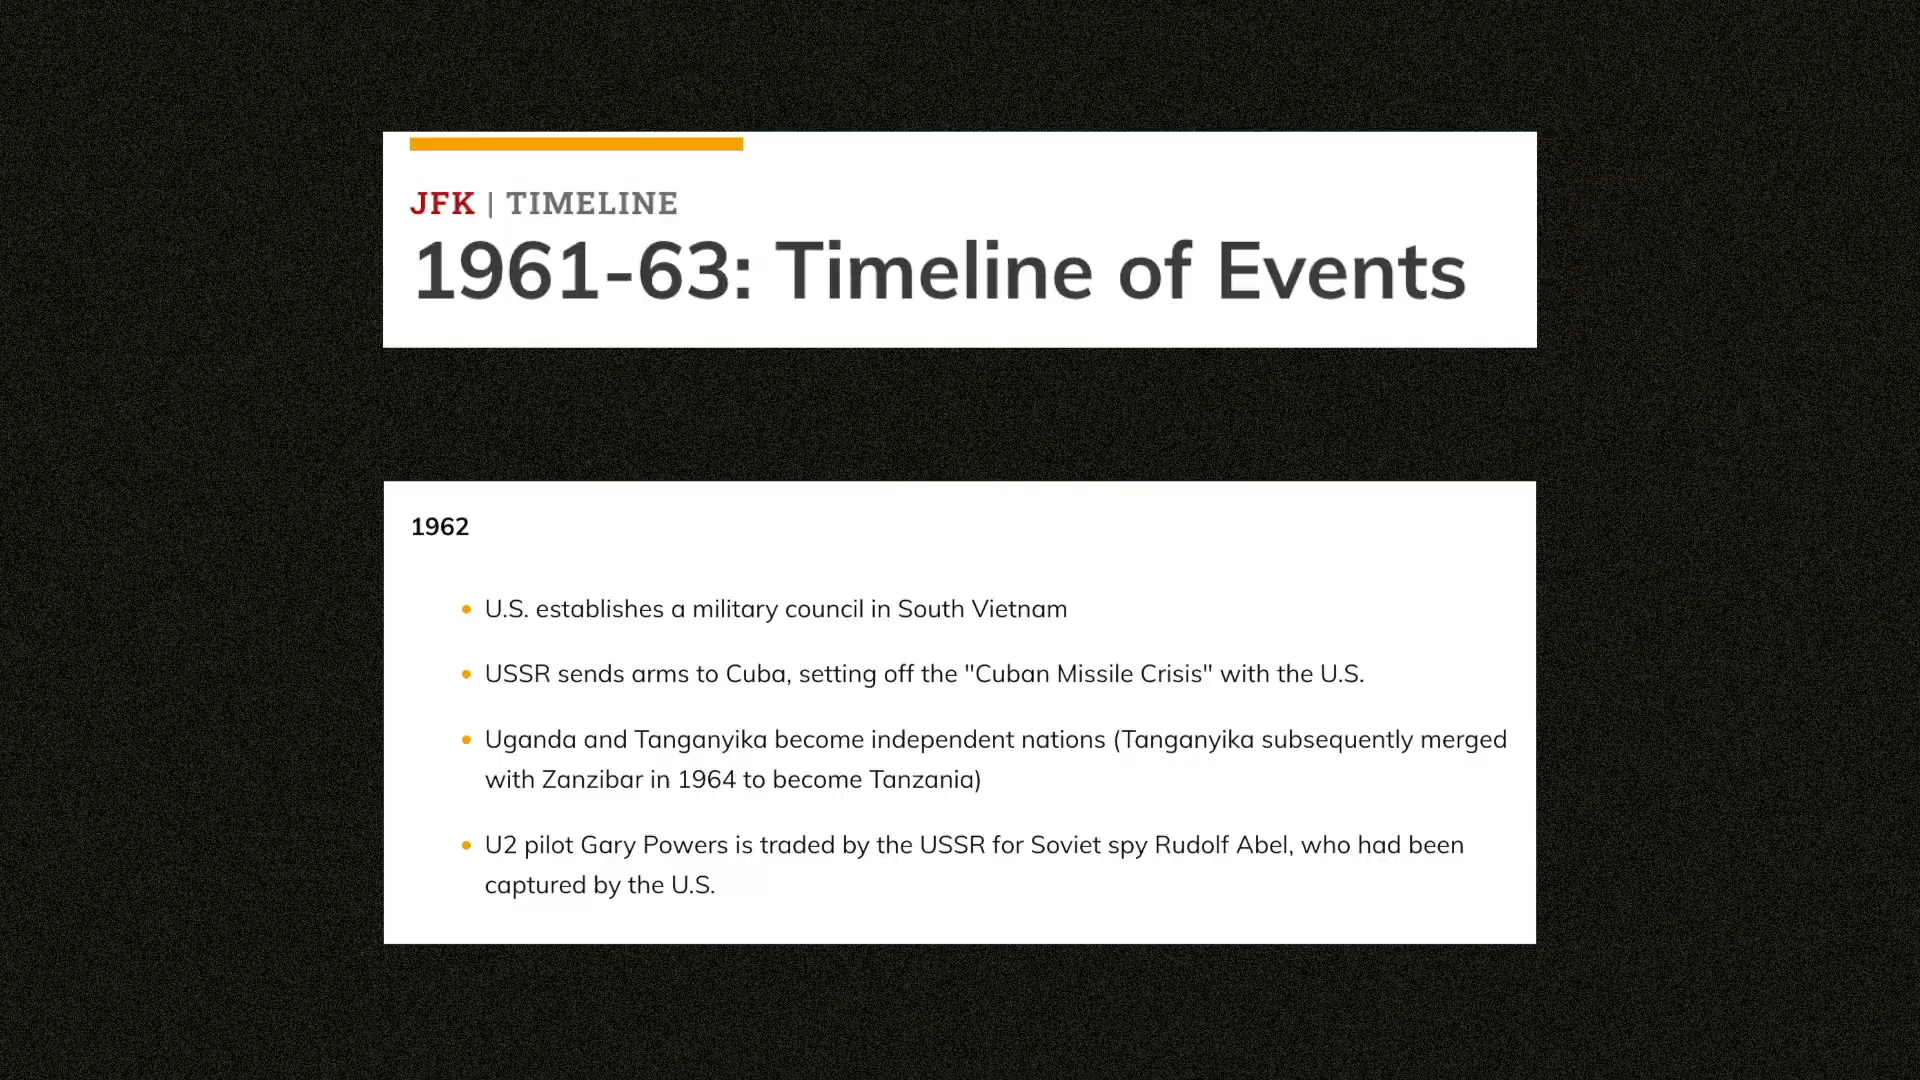 JFK | TIMELINE
1961-63: Timeline of Events
1962
• U.S. establishes a military council in South Vietnam
• USSR sends arms to Cuba, setting off the "Cuban Missile Crisis" with the U.S.
• Uganda and Tanganyika become independent nations (Tanganyika subsequently merged
with Zanzibar in 1964 to become Tanzania)
• U2 pilot Gary Powers is traded by the USSR for Soviet spy Rudolf Abel, who had been
captured by the U.S.